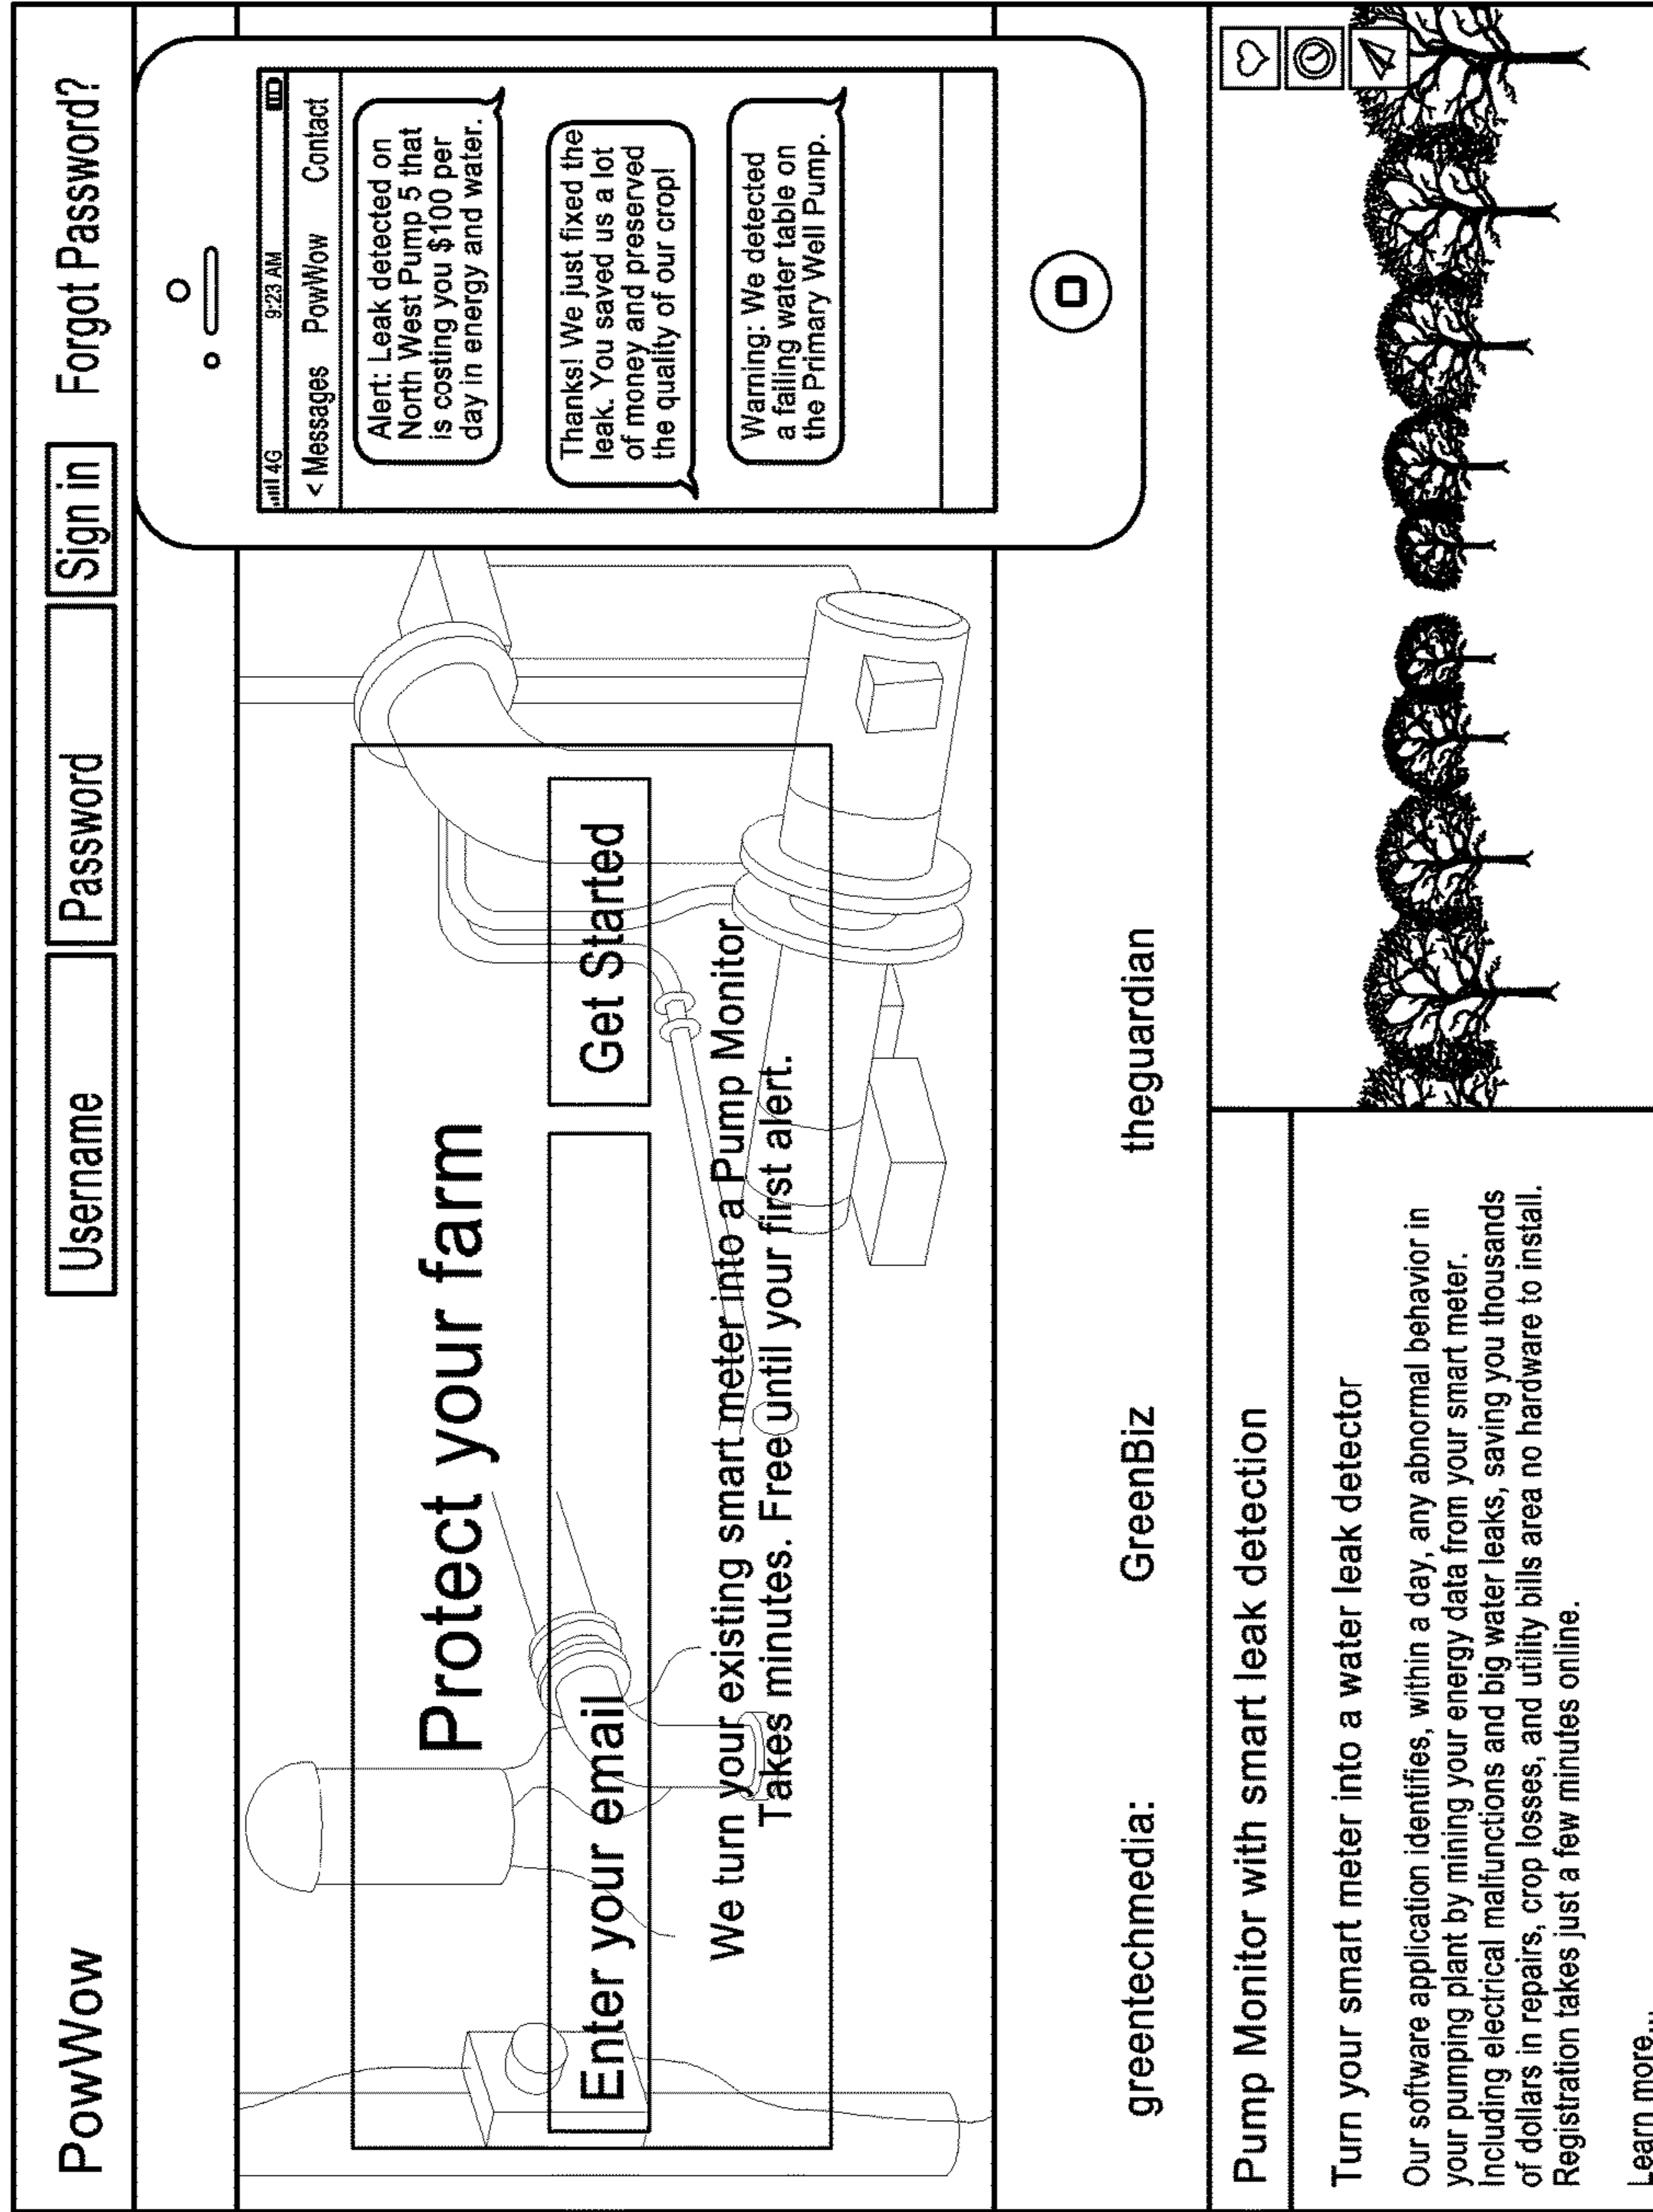 PowWow
Username
Password
Sign in
Forgot Password?
Protect your farm
Enter your email
Get Started
We turn your existing smart meter into a Pump Monitor
Takes minutes. Free until your first alert.
4G 9:23 AM
< Messages PowWow Contact
Alert: Leak detected on
North West Pump 5 that
is costing you $100 per
day in energy and water.
Thanks! We just fixed the
leak. You saved us a lot
of money and preserved
the quality of our crop!
Warning: We detected
a failing water table on
the Primary Well Pump.
greentechmedia: GreenBiz theguardian
Pump Monitor with smart leak detection
Turn your smart meter into a water leak detector
Our software application identifies, within a day, any abnormal behavior in
your pumping plant by mining your energy data from your smart meter.
Including electrical malfunctions and big water leaks, saving you thousands
of dollars in repairs, crop losses, and utility bills area no hardware to install.
Registration takes just a few minutes online.
Learn more...